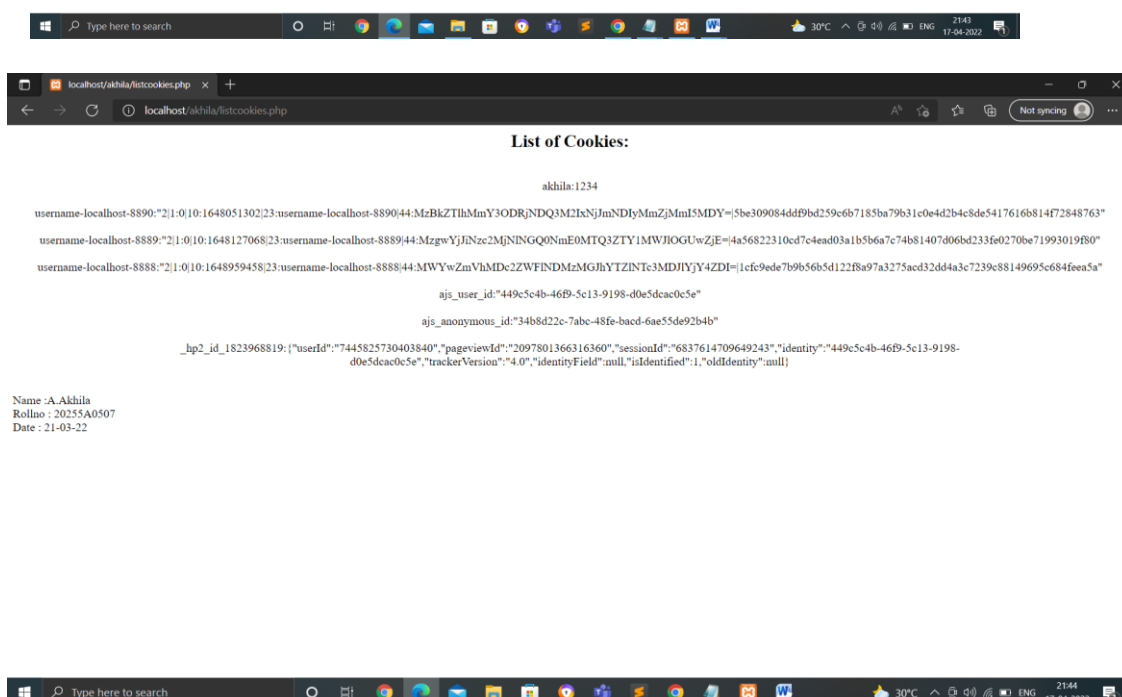 Type here to search
30°C
ENG
21:43
17-04-2022
localhost/akhila/listcookies.php
localhost/akhila/listcookies.php
Not syncing
List of Cookies:
akhila:1234
username-localhost-8890:"2|1:0|10:1648051302|23:username-localhost-8890|44:MzBkZTlhMmY3ODRjNDQ3M2IxNjJmNDIyMmZjMmI5MDY=|5be309084ddf9bd259c6b7185ba79b31c0e4d2b4c8de5417616b814f72848763"
username-localhost-8889:"2|1:0|10:1648127068|23:username-localhost-8889|44:MzgwYjJiNzc2MjNlNGQ0NmE0MTQ3ZTY1MWJlOGUwZjE=|4a56822310cd7c4ead03a1b5b6a7c74b81407d06bd233fe0270be71993019f80"
username-localhost-8888:"2|1:0|10:1648959458|23:username-localhost-8888|44:MWYwZmVhMDc2ZWFlNDMzMGJhYTZlNTc3MDJlYjY4ZDI=|1cfc9ede7b9b56b5d122f8a97a3275acd32dd4a3c7239c88149695c684feea5a"
ajs_user_id:"449c5c4b-46f9-5c13-9198-d0e5dcac0c5e"
ajs_anonymous_id:"34b8d22c-7abc-48fe-bacd-6ae55de92b4b"
_hp2_id_1823968819:{"userId":"7445825730403840","pageviewId":"2097801366316360","sessionId":"6837614709649243","identity":"449c5c4b-46f9-5c13-9198-
d0e5dcac0c5e","trackerVersion":"4.0","identityField":null,"isIdentified":1,"oldIdentity":null}
Name :A.Akhila
Rollno : 20255A0507
Date : 21-03-22
Type here to search
30°C
ENG
21:44